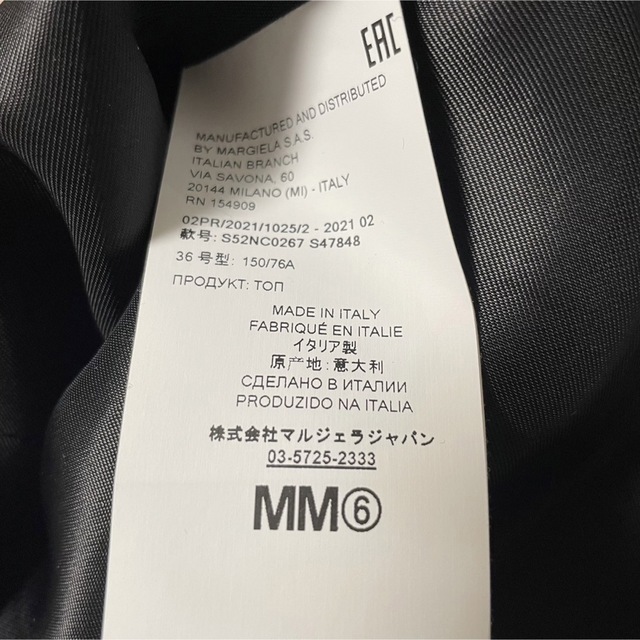 EAC
MANUFACTURED AND DISTRIBUTED
BY MARGIELA S.A.S.
ITALIAN BRANCH
VIA SAVONA, 60
20144 MILANO (MI) - ITALY
RN 154909
02PR/2021/1025/2 - 2021 02
款号: S52NC0267 S47848
36 号型: 150/76A
ПРОДУКТ: ТОП
MADE IN ITALY
FABRIQUÉ EN ITALIE
イタリア製
原产地: 意大利
СДЕЛАНО В ИТАЛИИ
PRODUZIDO NA ITALIA
株式会社マルジェラジャパン
03-5725-2333
MM⑥